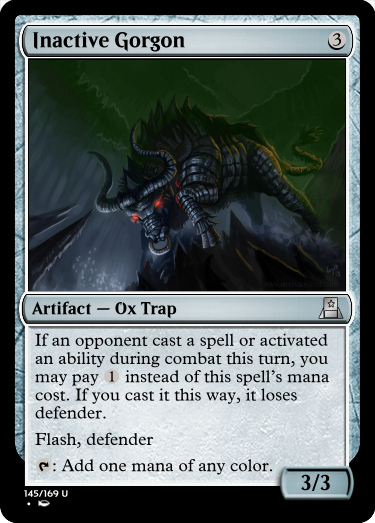 Inactive Gorgon 3
Artifact — Ox Trap
If an opponent cast a spell or activated
an ability during combat this turn, you
may pay 1 instead of this spell's mana
cost. If you cast it this way, it loses
defender.
Flash, defender
: Add one mana of any color.
3/3
145/169 U